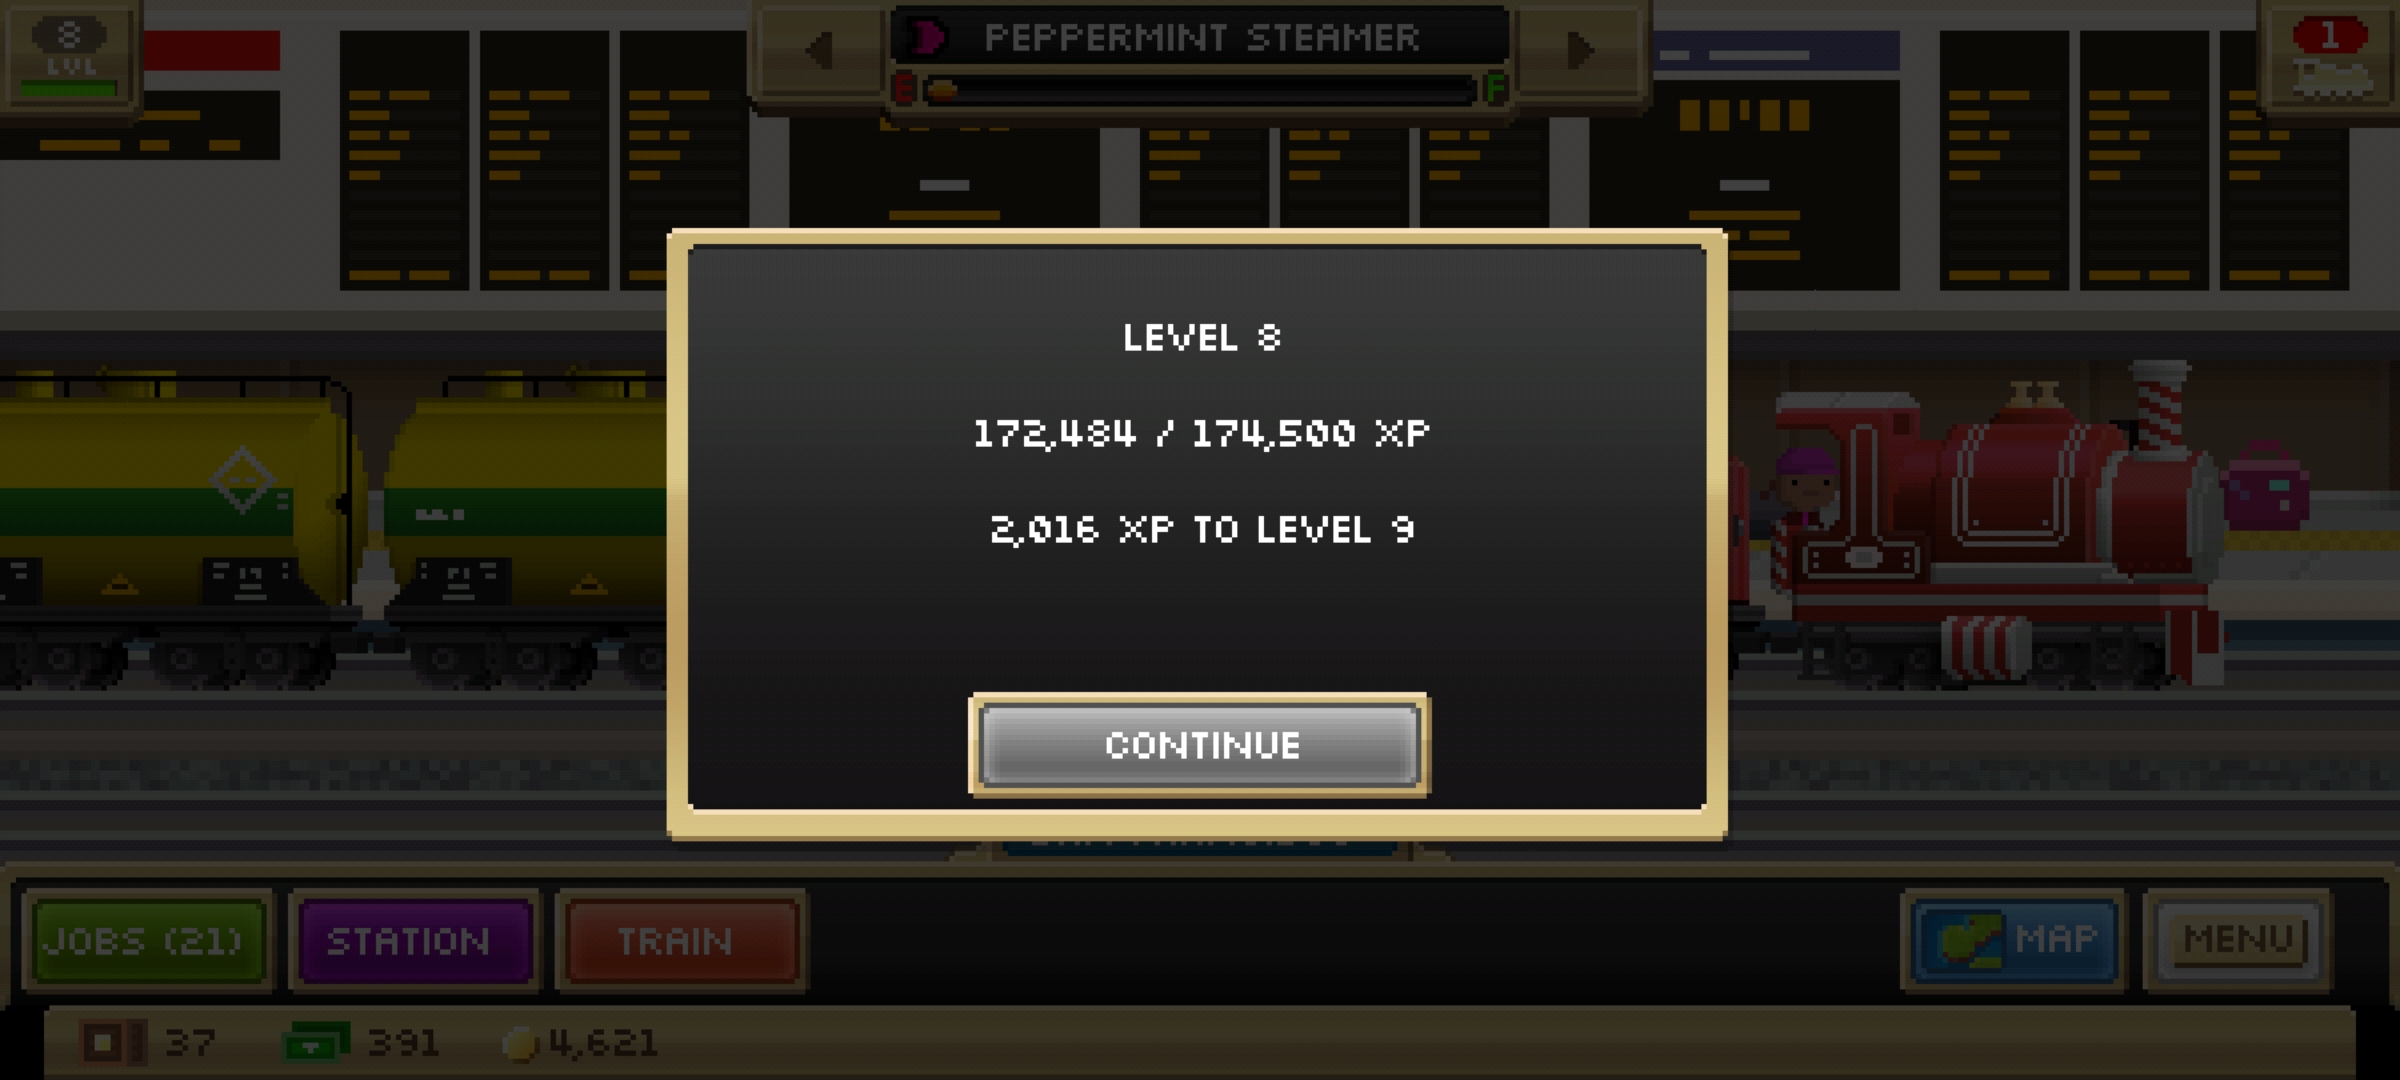 8
LVL
PEPPERMINT STEAMER
E
F
1
LEVEL 8
172,484 / 174,500 XP
2,016 XP TO LEVEL 9
CONTINUE
JOBS (21)
STATION
TRAIN
MAP
MENU
37
391
4,621